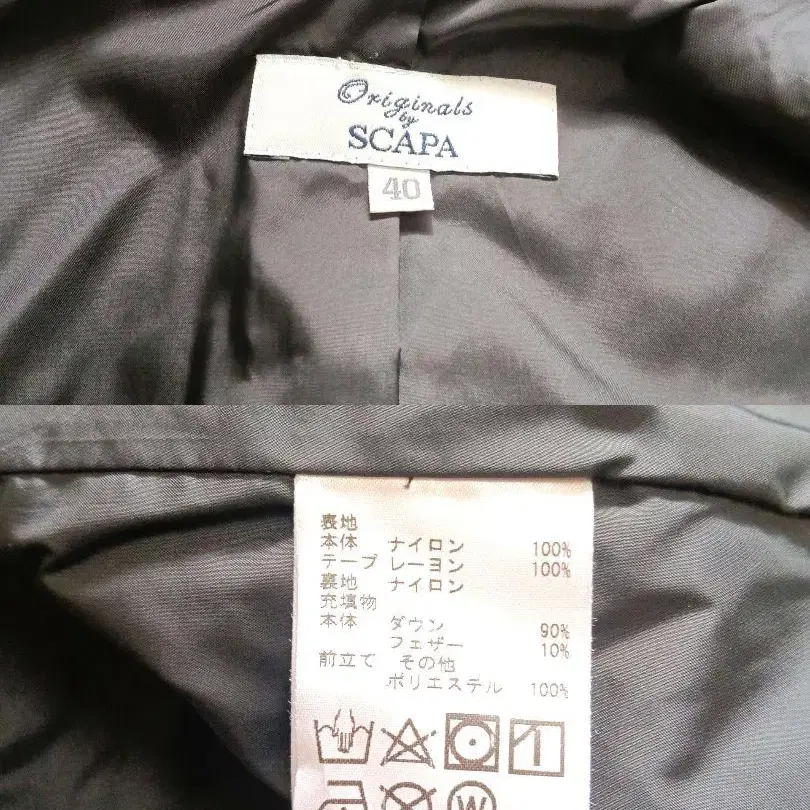 Originals
by
SCAPA
40
表地
本体 ナイロン 100%
テープ レーヨン 100%
裏地 ナイロン
充填物
本体 ダウン 90%
フェザー 10%
前立て その他
ポリエステル 100%
W